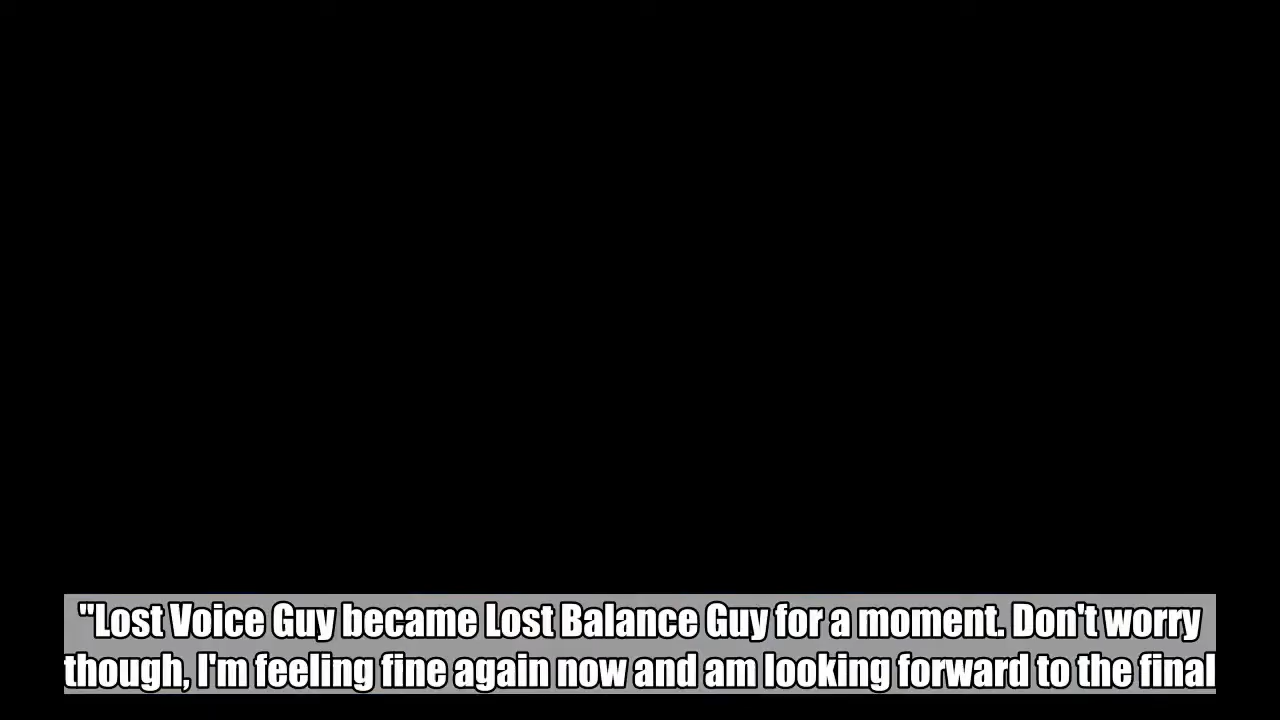 "Lost Voice Guy became Lost Balance Guy for a moment. Don't worry
though, I'm feeling fine again now and am looking forward to the final